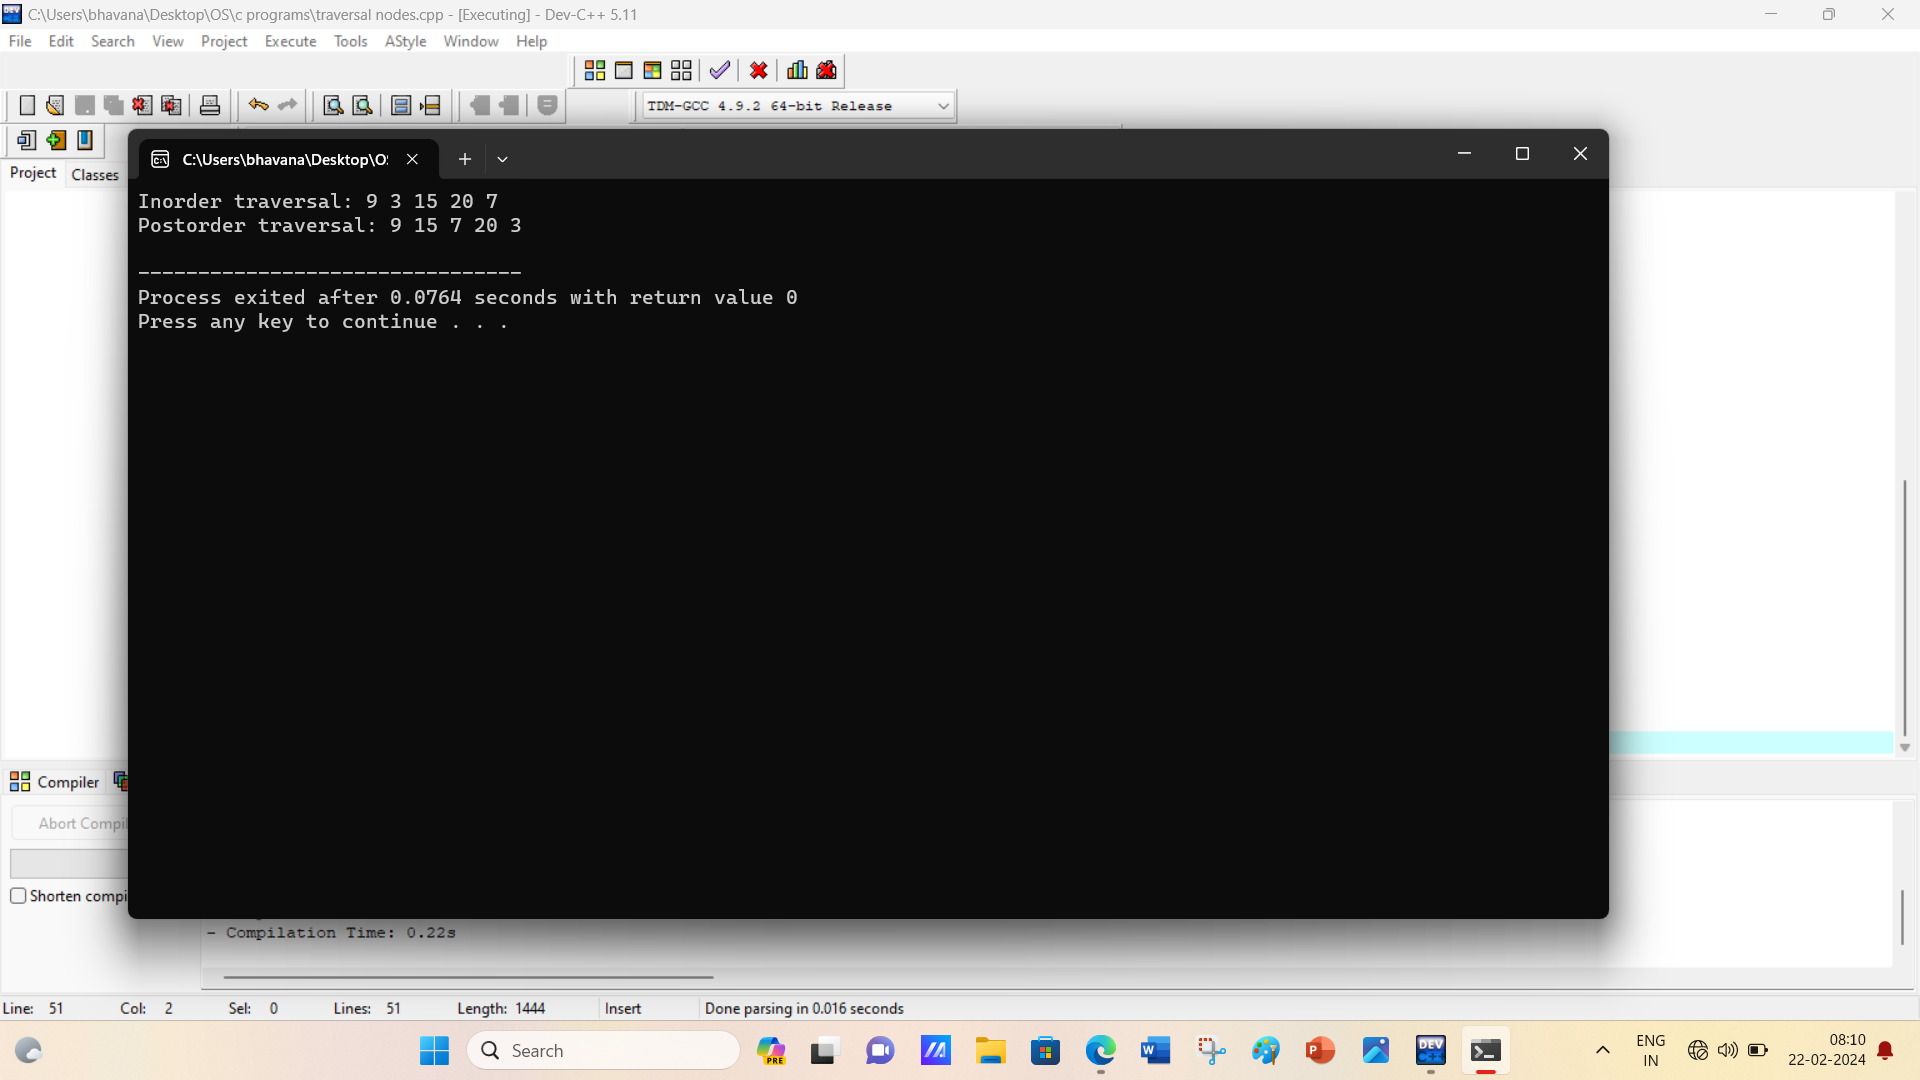 C:\Users\bhavana\Desktop\OS\c programs\traversal nodes.cpp - [Executing] - Dev-C++ 5.11
File Edit Search View Project Execute Tools AStyle Window Help
TDM-GCC 4.9.2 64-bit Release
Project Classes
C:\Users\bhavana\Desktop\O
Inorder traversal: 9 3 15 20 7
Postorder traversal: 9 15 7 20 3
--------------------------------
Process exited after 0.0764 seconds with return value 0
Press any key to continue . . .
Compiler
Abort Compil
Shorten compi
- Compilation Time: 0.22s
Line: 51 Col: 2 Sel: 0 Lines: 51 Length: 1444 Insert Done parsing in 0.016 seconds
Search
PRE
DEV C++
ENG
IN
08:10
22-02-2024